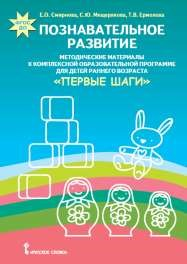 ФГОС
ДО
Е.О. Смирнова, С.Ю. Мещерякова, Т.В. Ермолова
ПОЗНАВАТЕЛЬНОЕ
РАЗВИТИЕ
МЕТОДИЧЕСКИЕ МАТЕРИАЛЫ
К КОМПЛЕКСНОЙ ОБРАЗОВАТЕЛЬНОЙ ПРОГРАММЕ
ДЛЯ ДЕТЕЙ РАННЕГО ВОЗРАСТА
«ПЕРВЫЕ ШАГИ»
РУССКОЕ СЛОВО